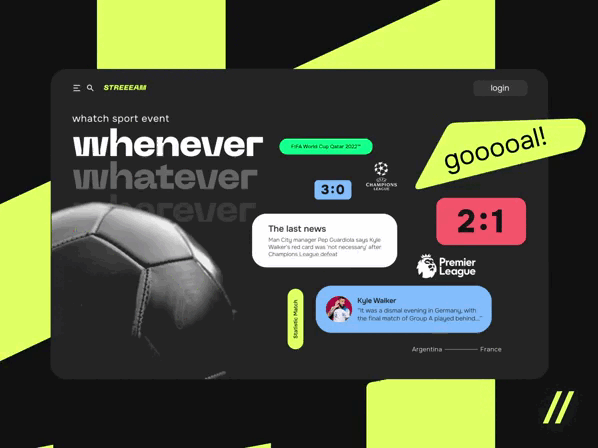 STREEEAM
login
whatch sport event
whenever
whatever
wherever
FIFA World Cup Qatar 2022™
gooooal!
UEFA
CHAMPIONS
LEAGUE
3:0
2:1
The last news
Man City manager Pep Guardiola says Kyle
Walker's red card was 'not necessary' after
Champions League defeat
Premier
League
Statistic Match
Kyle Walker
"It was a dismal evening in Germany, with
the final match of Group A played behind..."
Argentina
France